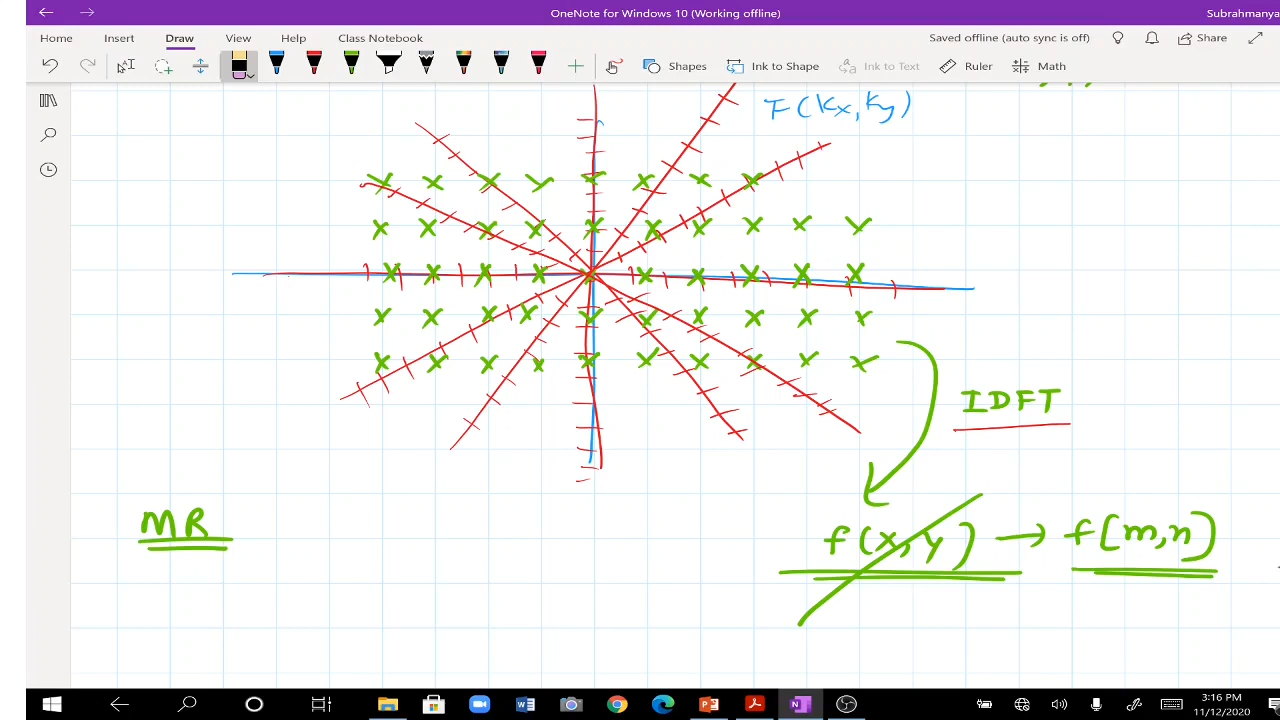 OneNote for Windows 10 (Working offline)
Subrahmanya
Home Insert Draw View Help Class Notebook
Saved offline (auto sync is off) Share
Shapes Ink to Shape Ink to Text Ruler Math
F(kx, ky)
IDFT
MR
f(x, y) → f[m,n]
3:16 PM
11/12/2020